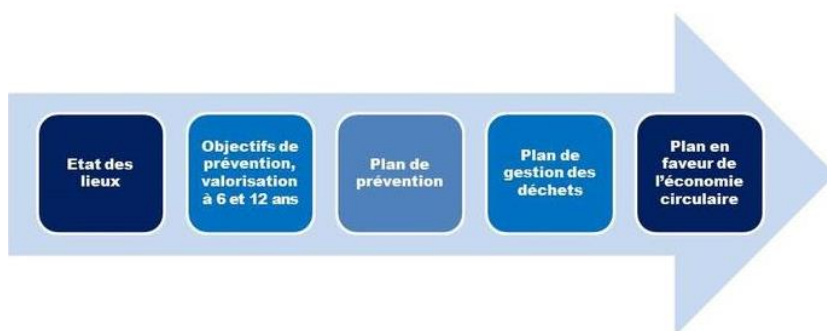 Etat des
lieux
Objectifs de
prévention,
valorisation
à 6 et 12 ans
Plan de
prévention
Plan de
gestion des
déchets
Plan en
faveur de
l'économie
circulaire